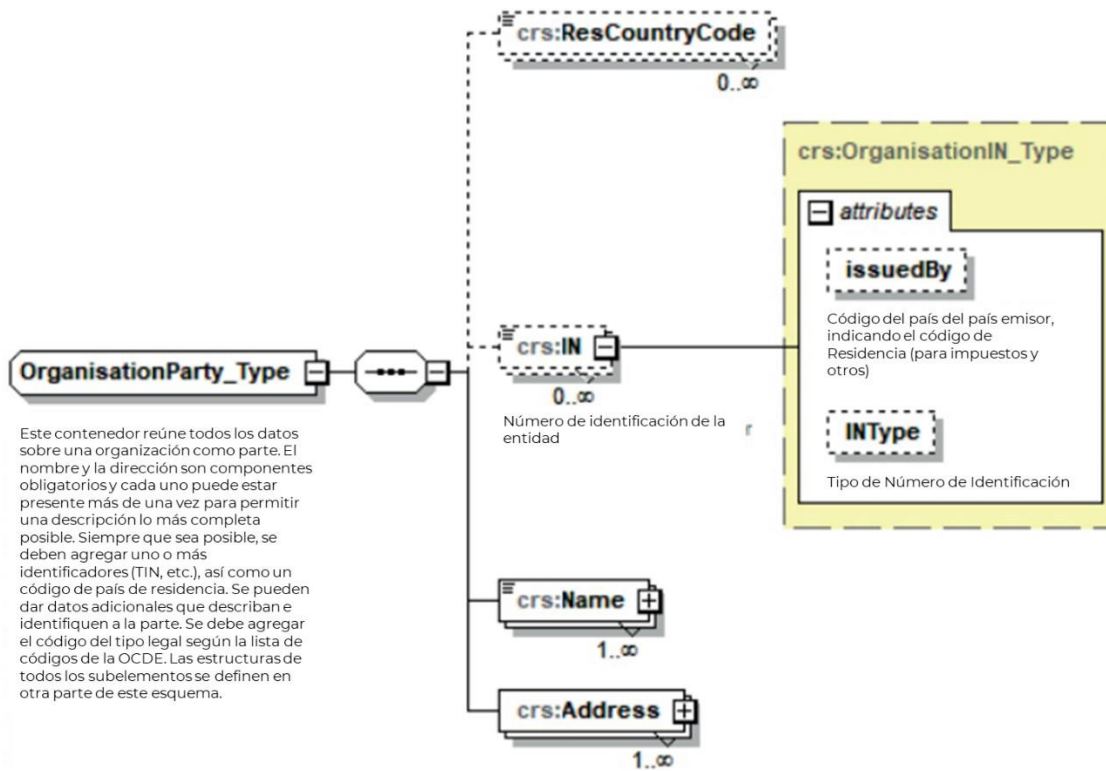 crs:ResCountryCode
0..∞
crs:OrganisationIN_Type
attributes
issuedBy
Código del país del país emisor,
indicando el código de
Residencia (para impuestos y
otros)
crs:IN
0..∞
Número de identificación de la
entidad
r
INType
Tipo de Número de Identificación
OrganisationParty_Type
Este contenedor reúne todos los datos
sobre una organización como parte. El
nombre y la dirección son componentes
obligatorios y cada uno puede estar
presente más de una vez para permitir
una descripción lo más completa
posible. Siempre que sea posible, se
deben agregar uno o más
identificadores (TIN, etc.), así como un
código de país de residencia. Se pueden
dar datos adicionales que describan e
identifiquen a la parte. Se debe agregar
el código del tipo legal según la lista de
códigos de la OCDE. Las estructuras de
todos los subelementos se definen en
otra parte de este esquema.
crs:Name
1..∞
crs:Address
1..∞